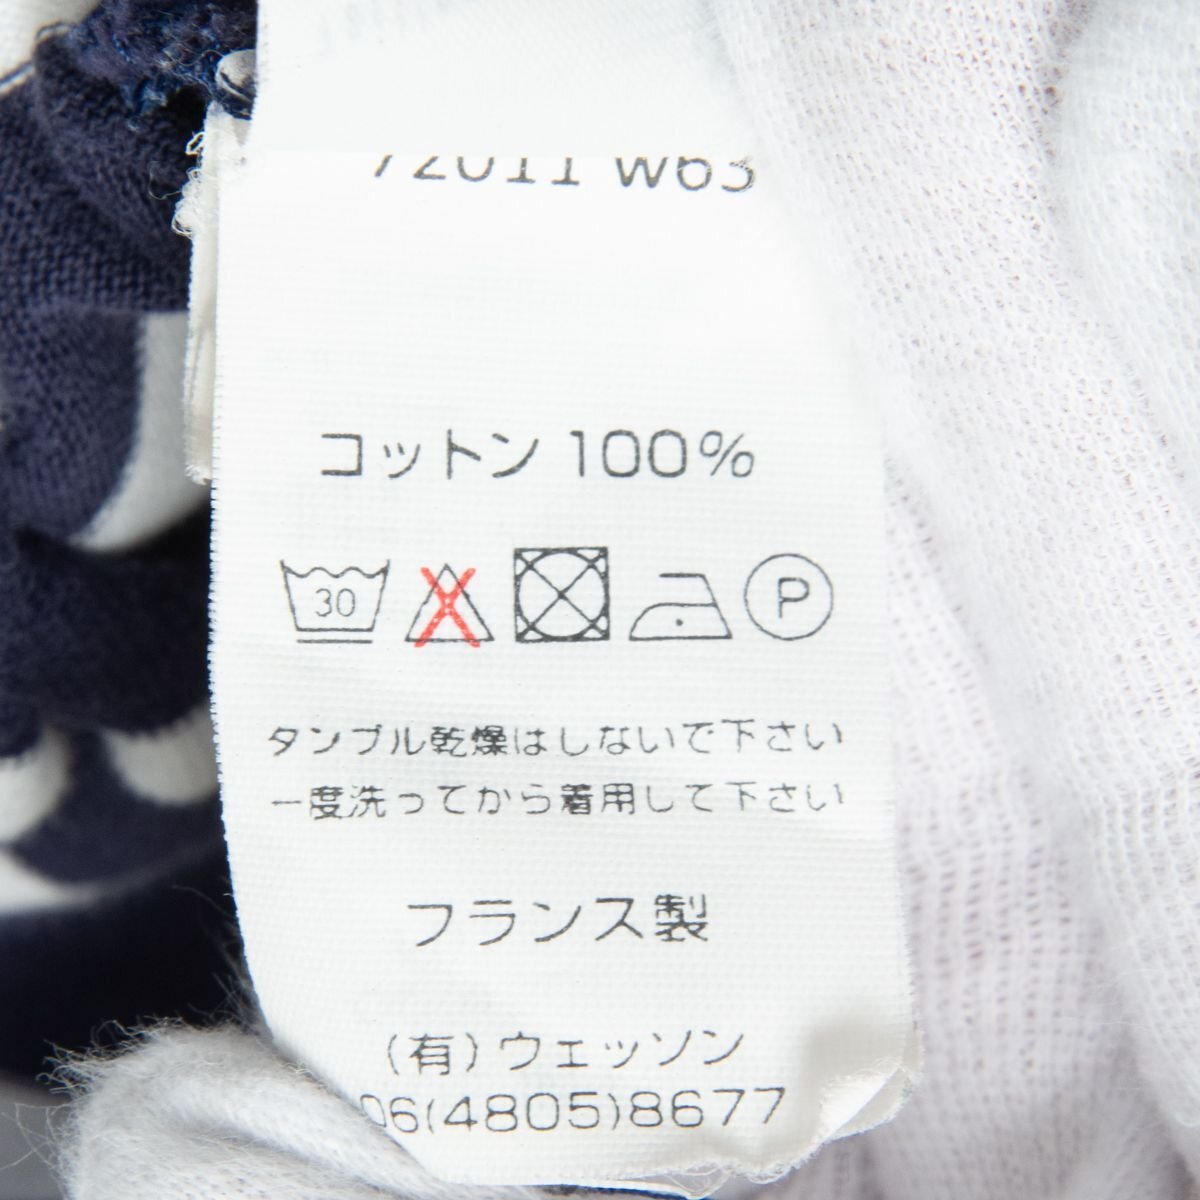 72011 W63
コットン 100%
30 P
タンブル乾燥はしないで下さい
一度洗ってから着用して下さい
フランス製
(有) ウェッソン
06(4805)8677